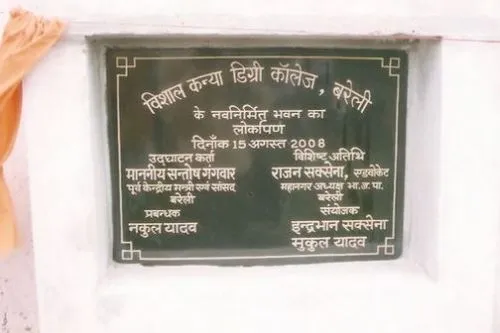 विशाल कन्या डिग्री कॉलेज, बरेली
के नवनिर्मित भवन का
लोर्कापण
दिनाँक 15 अगस्त 2008
उदघाटन कर्ता
माननीय सन्तोष गंगवार
पूर्व केन्द्रीय मन्त्री एवं सांसद
बरेली
प्रबन्धक
नकुल यादव
विशिष्ट अतिथि
राजन सक्सेना, एडवोकेट
महानगर अध्यक्ष भा.ज.पा.
बरेली
संयोजक
इन्द्रभान सक्सेना
मुकुल यादव